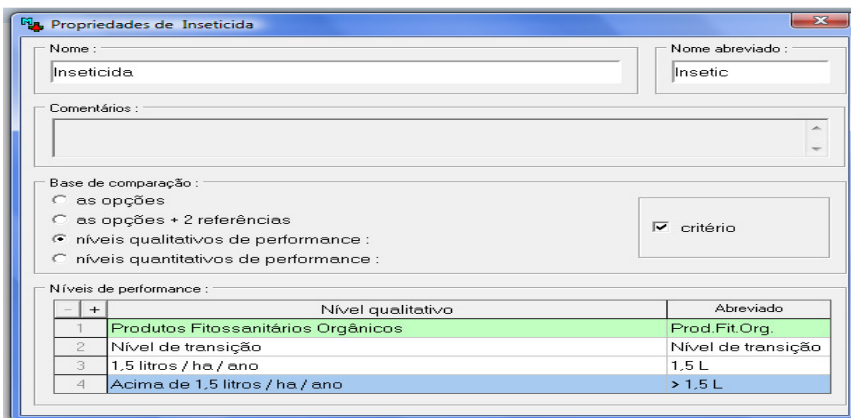 Propriedades de Inseticida
Nome : Nome abreviado :
Inseticida Insetic
Comentários :
Base de comparação :
as opções
as opções + 2 referências
níveis qualitativos de performance :
níveis quantitativos de performance :
critério
Níveis de performance :
- + Nível qualitativo Abreviado
1 Produtos Fitossanitários Orgânicos Prod.Fit.Org.
2 Nível de transição Nível de transição
3 1,5 litros / ha / ano 1,5 L
4 Acima de 1,5 litros / ha / ano > 1,5 L